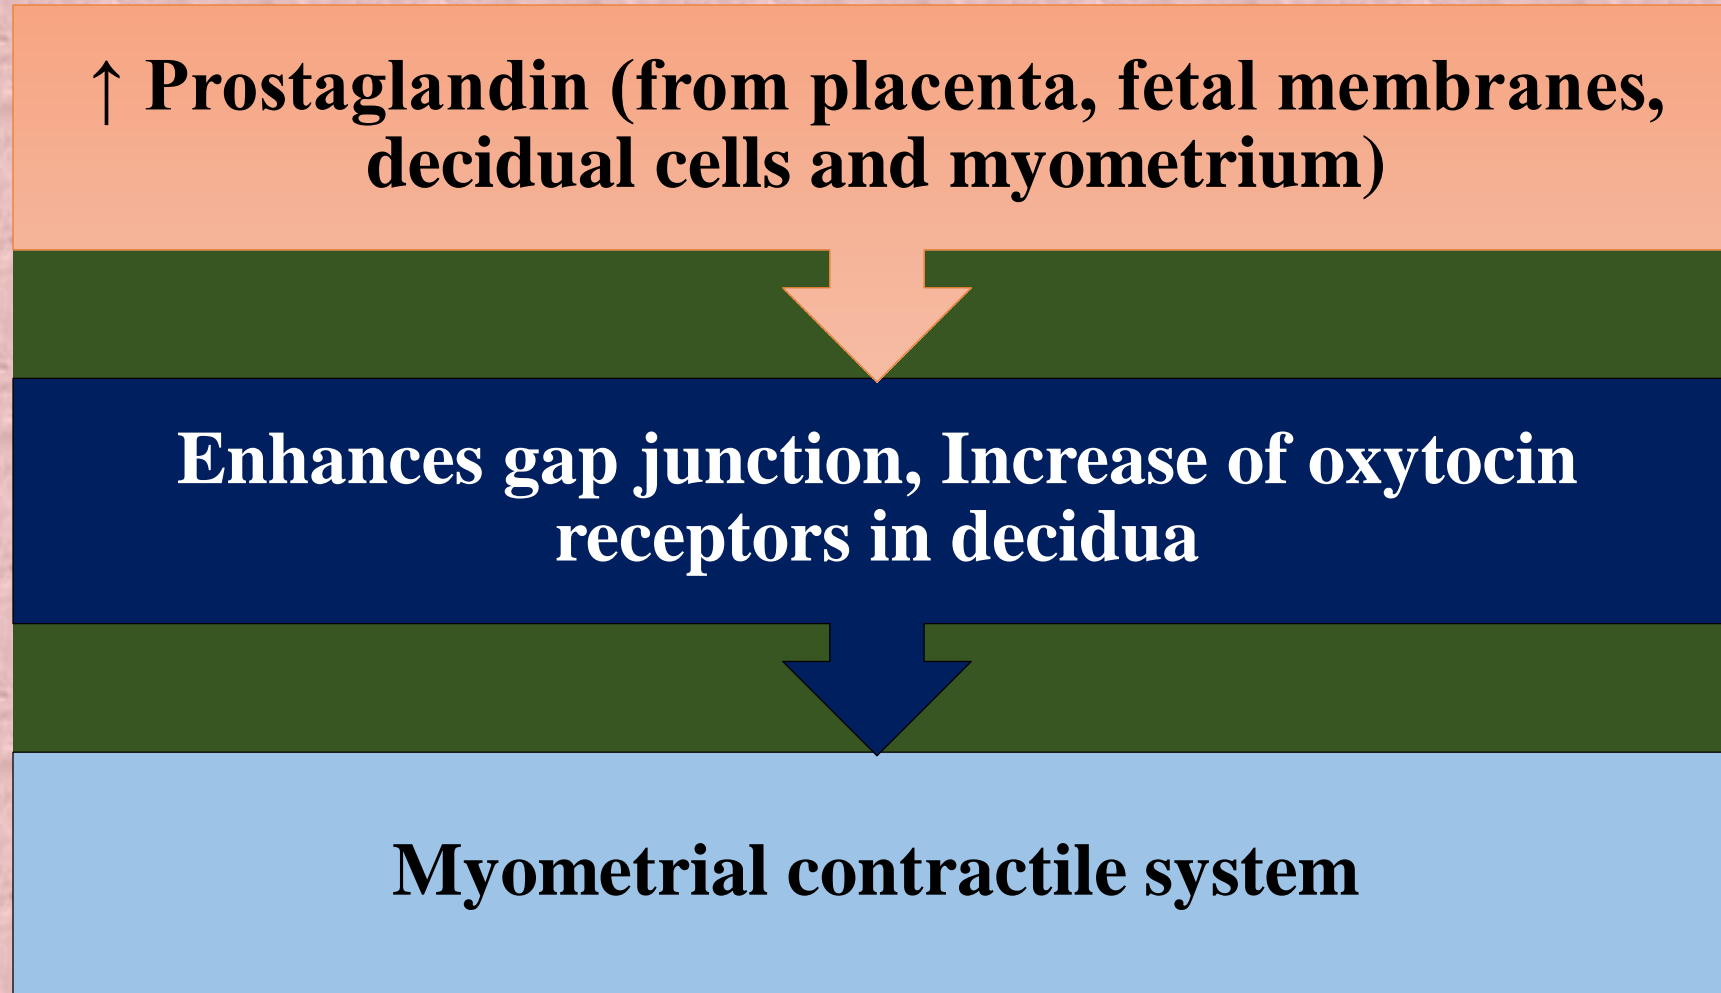 ↑ Prostaglandin (from placenta, fetal membranes,
decidual cells and myometrium)
Enhances gap junction, Increase of oxytocin
receptors in decidua
Myometrial contractile system